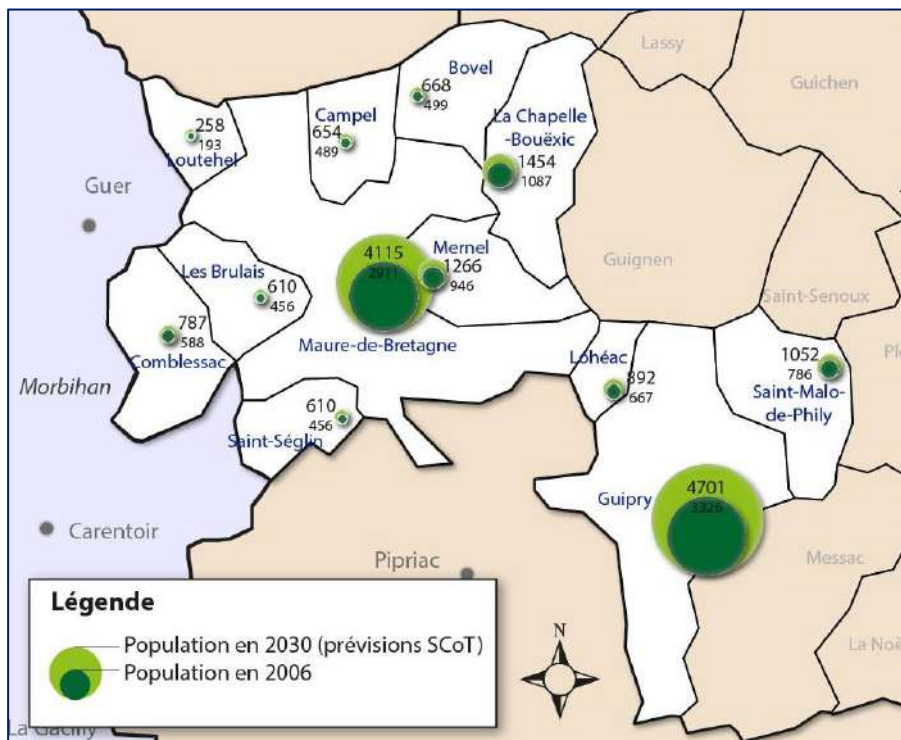 Lassy
Guichen
Bovel
668
499
La Chapelle
-Bouëxic
1454
1087
Campel
654
489
258
193
Loutehel
Guer
Guignen
Saint-Senoux
Mernel
1266
946
4115
2911
Maure-de-Bretagne
Les Brulais
610
456
787
588
Comblessac
Morbihan
Lohéac
892
667
1052
786
Saint-Malo-
de-Phily
610
456
Saint-Séglin
Guipry
4701
3326
Carentoir
Pipriac
Messac
La Noë
La Gacilly
Légende
Population en 2030 (prévisions SCoT)
Population en 2006
N